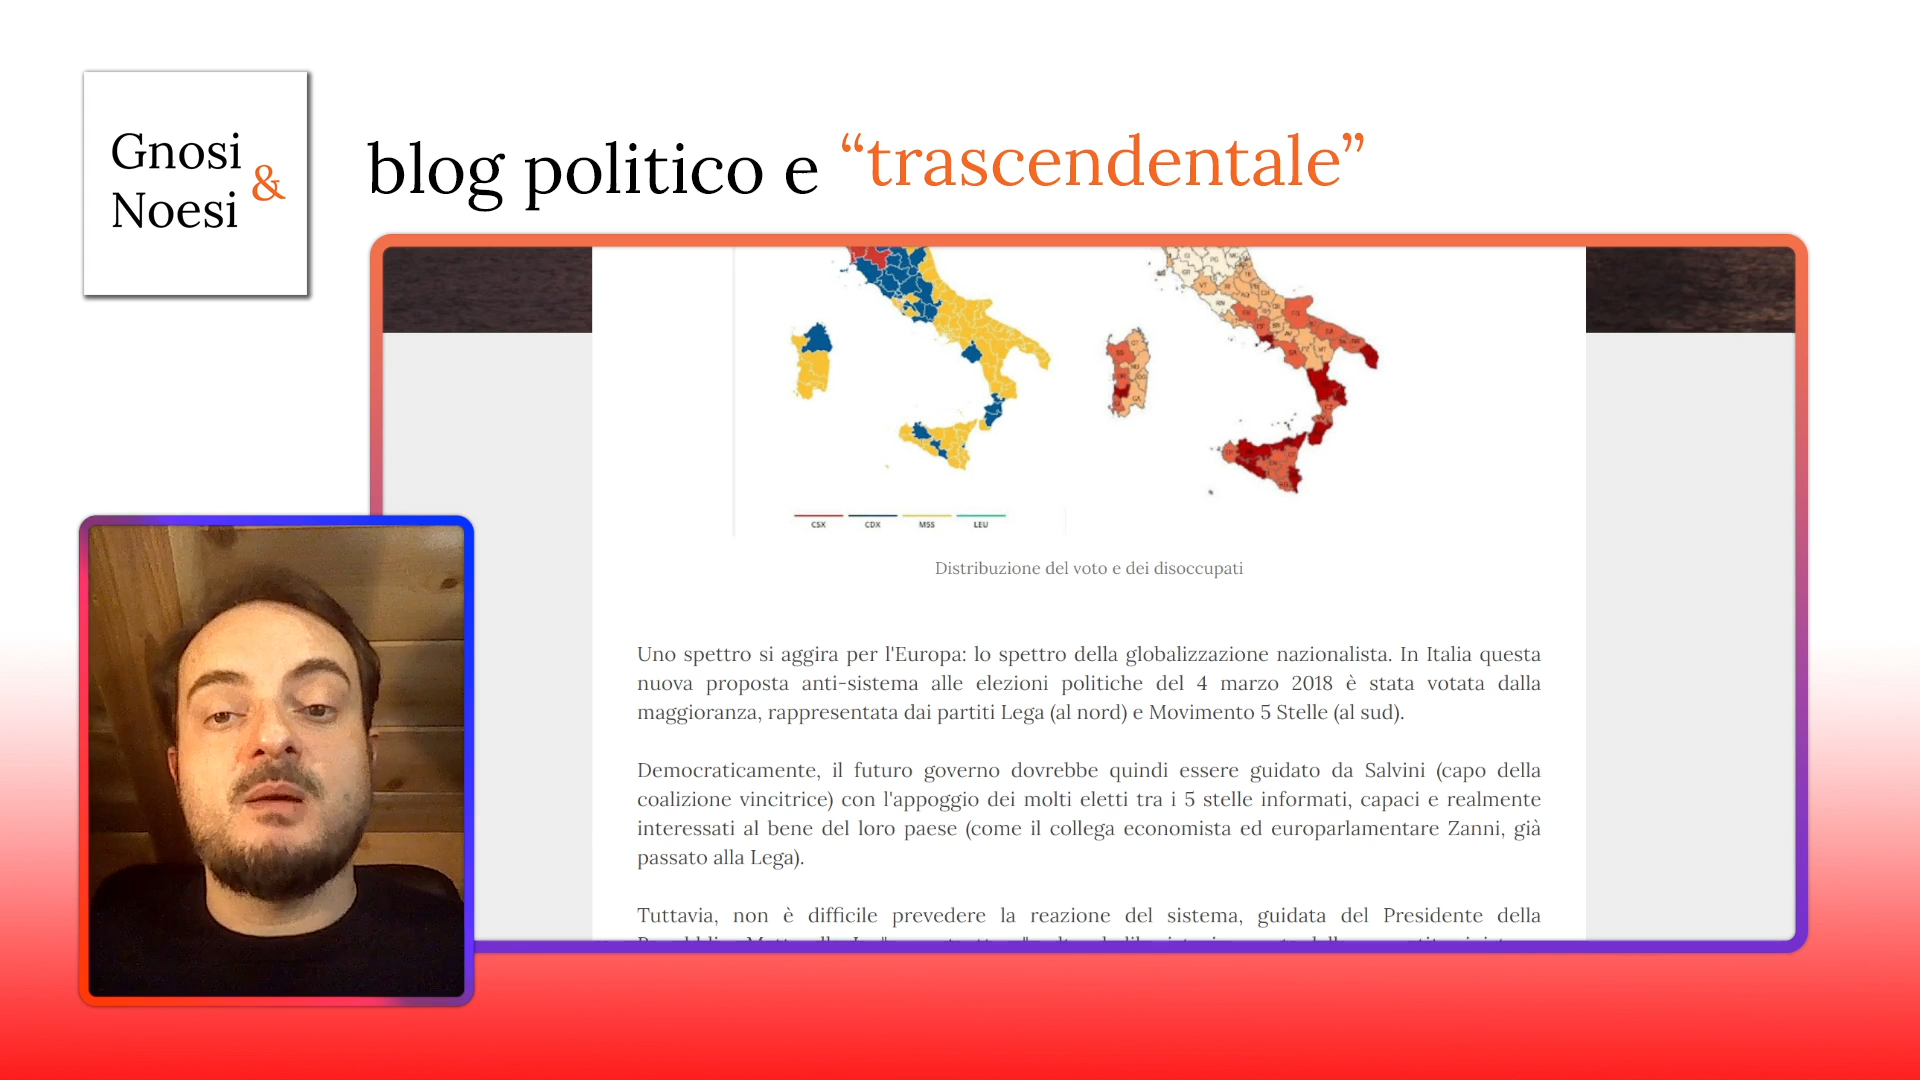 Gnosi
&
Noesi
blog politico e “trascendentale”
CSX CDX M5S LEU
Distribuzione del voto e dei disoccupati
Uno spettro si aggira per l'Europa: lo spettro della globalizzazione nazionalista. In Italia questa
nuova proposta anti-sistema alle elezioni politiche del 4 marzo 2018 è stata votata dalla
maggioranza, rappresentata dai partiti Lega (al nord) e Movimento 5 Stelle (al sud).
Democraticamente, il futuro governo dovrebbe quindi essere guidato da Salvini (capo della
coalizione vincitrice) con l'appoggio dei molti eletti tra i 5 stelle informati, capaci e realmente
interessati al bene del loro paese (come il collega economista ed europarlamentare Zanni, già
passato alla Lega).
Tuttavia, non è difficile prevedere la reazione del sistema, guidata del Presidente della